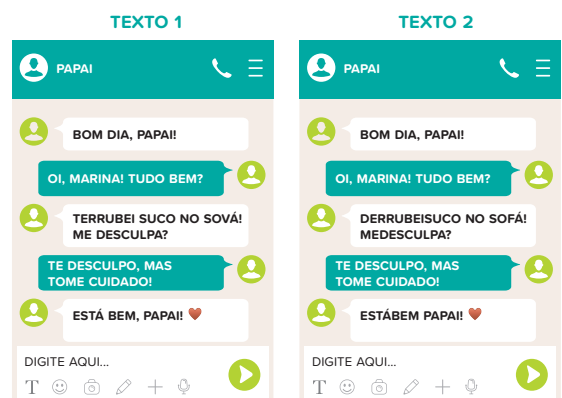 TEXTO 1
PAPAI
BOM DIA, PAPAI!
OI, MARINA! TUDO BEM?
TERRUBEI SUCO NO SOVÁ!
ME DESCULPA?
TE DESCULPO, MAS
TOME CUIDADO!
ESTÁ BEM, PAPAI! ❤
DIGITE AQUI...
T
TEXTO 2
PAPAI
BOM DIA, PAPAI!
OI, MARINA! TUDO BEM?
DERRUBEISUCO NO SOFÁ!
MEDESCULPA?
TE DESCULPO, MAS
TOME CUIDADO!
ESTÁBEM PAPAI! ❤
DIGITE AQUI...
T